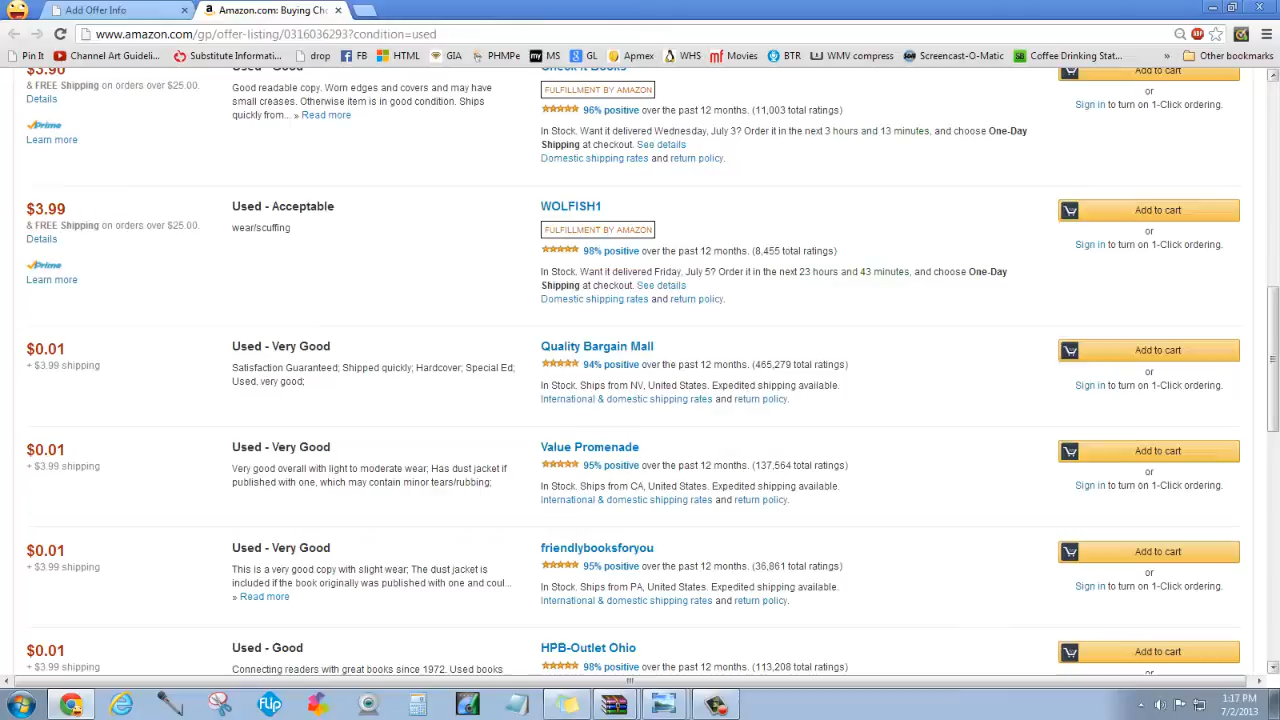 Add Offer Info
Amazon.com: Buying Ch
www.amazon.com/gp/offer-listing/0316036293?condition=used
Pin It Channel Art Guideli... Substitute Informati... drop FB HTML GIA PHMPe MS GL Apmex WHS Movies BTR WMV compress Screencast-O-Matic Coffee Drinking Stat... » Other bookmarks
& FREE Shipping on orders over $25.00.
Details
Prime
Learn more
Good readable copy. Worn edges and covers and may have
small creases. Otherwise item is in good condition. Ships
quickly from... » Read more
FULFILLMENT BY AMAZON
96% positive over the past 12 months. (11,003 total ratings)
In Stock. Want it delivered Wednesday, July 3? Order it in the next 3 hours and 13 minutes, and choose One-Day
Shipping at checkout. See details
Domestic shipping rates and return policy.
Add to cart
or
Sign in to turn on 1-Click ordering.
$3.99
& FREE Shipping on orders over $25.00.
Details
Prime
Learn more
Used - Acceptable
wear/scuffing
WOLFISH1
FULFILLMENT BY AMAZON
98% positive over the past 12 months. (8,455 total ratings)
In Stock. Want it delivered Friday, July 5? Order it in the next 23 hours and 43 minutes, and choose One-Day
Shipping at checkout. See details
Domestic shipping rates and return policy.
Add to cart
or
Sign in to turn on 1-Click ordering.
$0.01
+ $3.99 shipping
Used - Very Good
Satisfaction Guaranteed; Shipped quickly; Hardcover; Special Ed;
Used, very good;
Quality Bargain Mall
94% positive over the past 12 months. (465,279 total ratings)
In Stock. Ships from NV, United States. Expedited shipping available.
International & domestic shipping rates and return policy.
Add to cart
or
Sign in to turn on 1-Click ordering.
$0.01
+ $3.99 shipping
Used - Very Good
Very good overall with light to moderate wear; Has dust jacket if
published with one, which may contain minor tears/rubbing;
Value Promenade
95% positive over the past 12 months. (137,564 total ratings)
In Stock. Ships from CA, United States. Expedited shipping available.
International & domestic shipping rates and return policy.
Add to cart
or
Sign in to turn on 1-Click ordering.
$0.01
+ $3.99 shipping
Used - Very Good
This is a very good copy with slight wear; The dust jacket is
included if the book originally was published with one and coul...
» Read more
friendlybooksforyou
95% positive over the past 12 months. (36,861 total ratings)
In Stock. Ships from PA, United States. Expedited shipping available.
International & domestic shipping rates and return policy.
Add to cart
or
Sign in to turn on 1-Click ordering.
$0.01
+ $3.99 shipping
Used - Good
Connecting readers with great books since 1972. Used books
HPB-Outlet Ohio
98% positive over the past 12 months. (113,208 total ratings)
Add to cart
or
FLIP
1:17 PM
7/2/2013